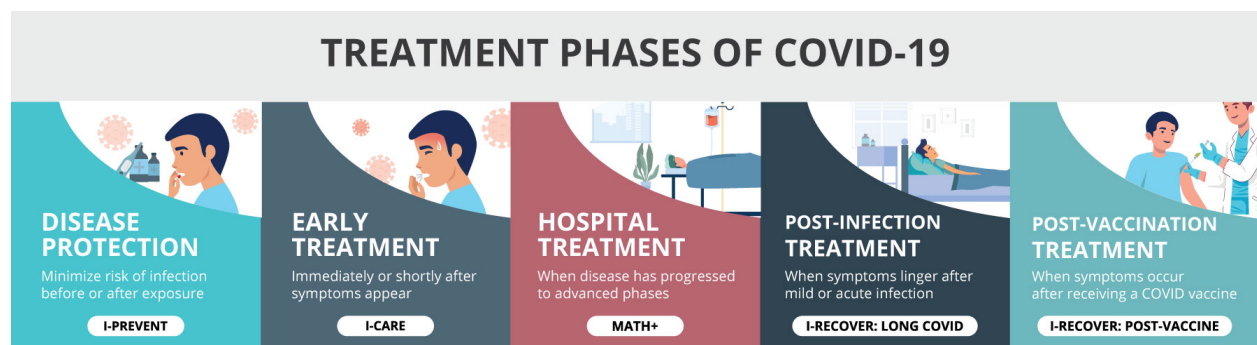 TREATMENT PHASES OF COVID-19
DISEASE
PROTECTION
Minimize risk of infection
before or after exposure
I-PREVENT
EARLY
TREATMENT
Immediately or shortly after
symptoms appear
I-CARE
HOSPITAL
TREATMENT
When disease has progressed
to advanced phases
MATH+
POST-INFECTION
TREATMENT
When symptoms linger after
mild or acute infection
I-RECOVER: LONG COVID
POST-VACCINATION
TREATMENT
When symptoms occur
after receiving a COVID vaccine
I-RECOVER: POST-VACCINE